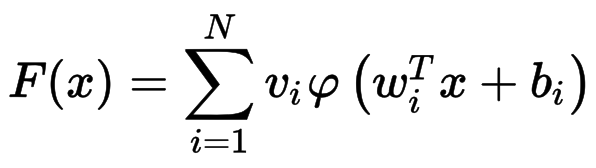 F(x) = \sum_{i=1}^{N} v_i \varphi \left( w_i^T x + b_i \right)